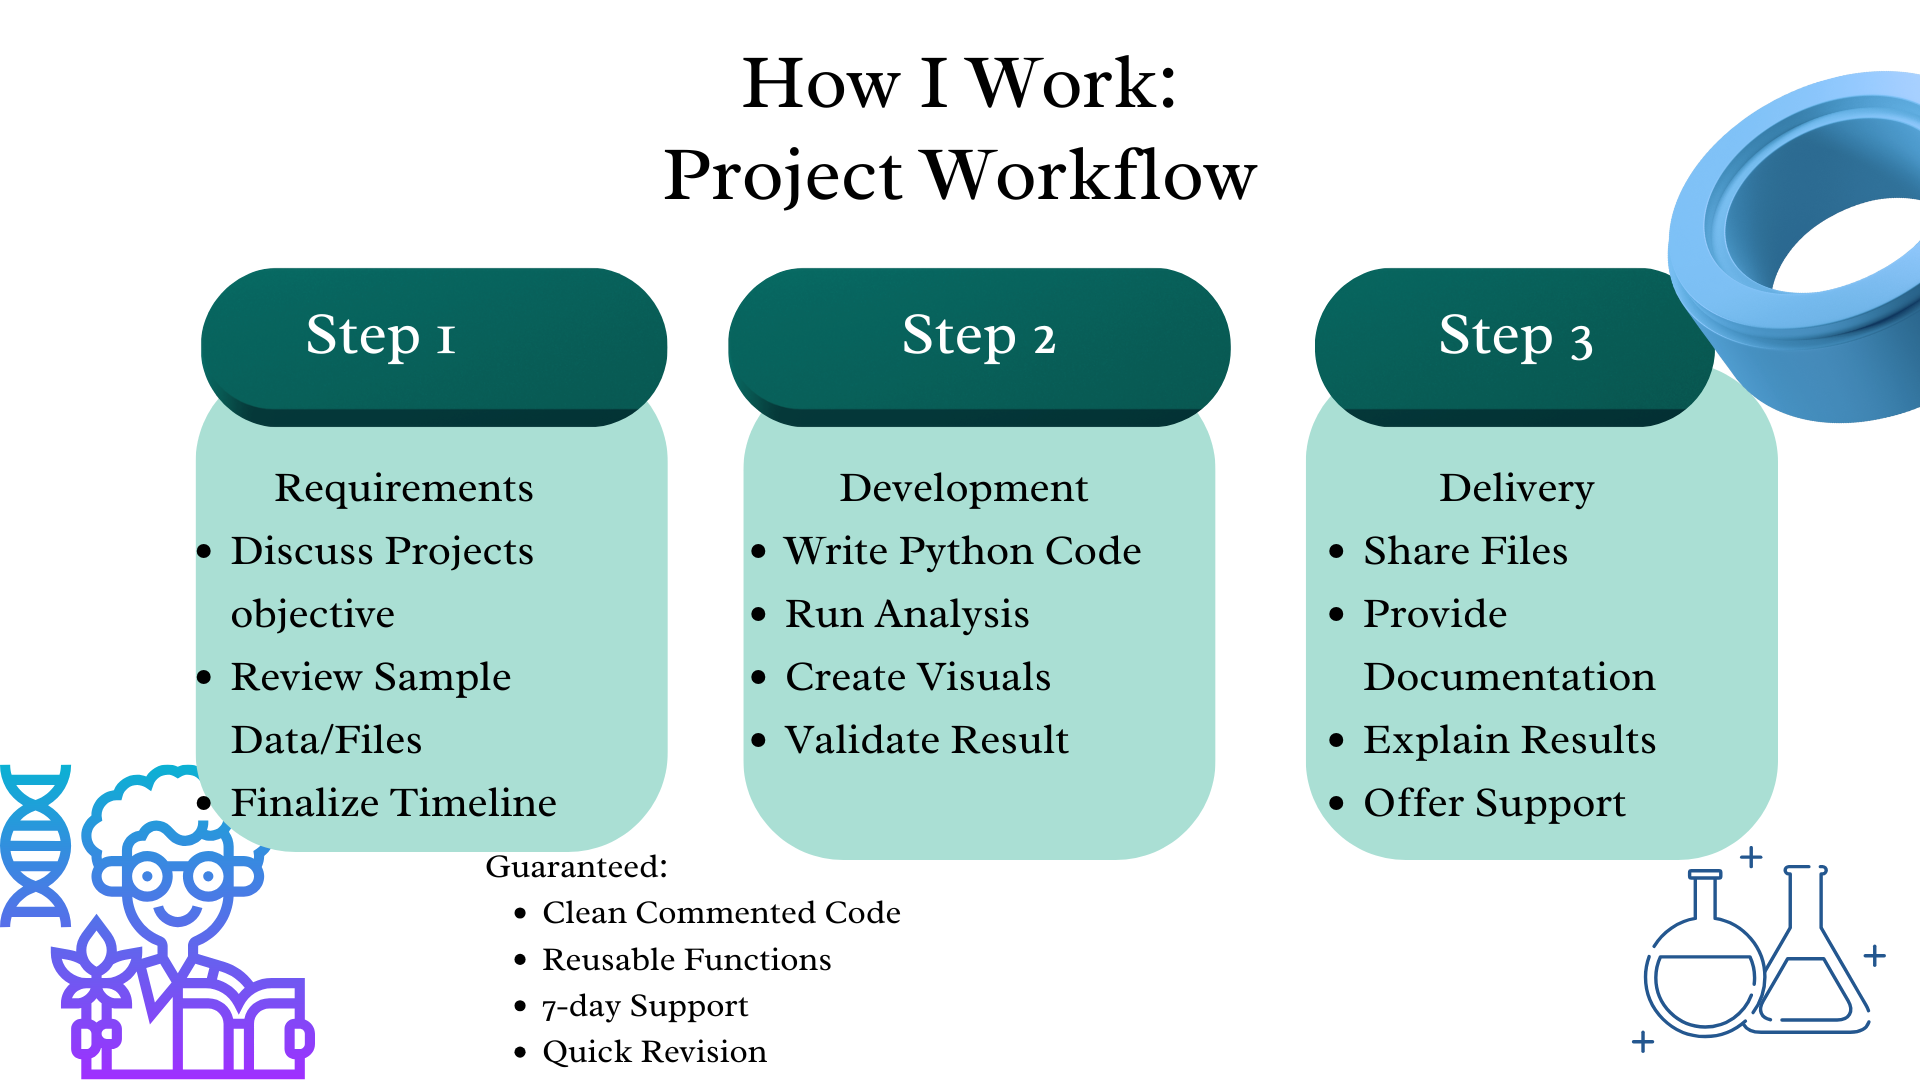 How I Work:
Project Workflow
Step 1
Requirements
• Discuss Projects
objective
• Review Sample
Data/Files
• Finalize Timeline
Step 2
Development
• Write Python Code
• Run Analysis
• Create Visuals
• Validate Result
Step 3
Delivery
• Share Files
• Provide
Documentation
• Explain Results
• Offer Support
Guaranteed:
• Clean Commented Code
• Reusable Functions
• 7-day Support
• Quick Revision